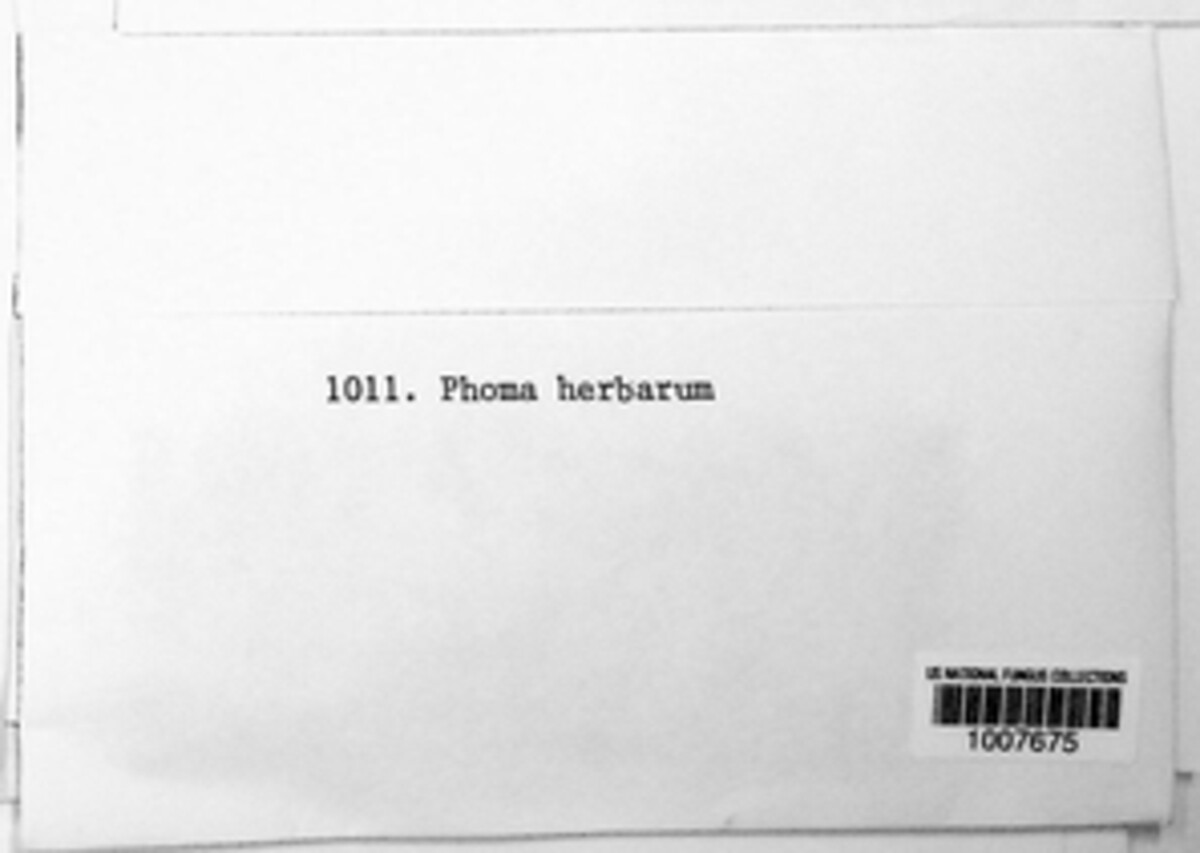 1011. Phoma herbarum
US NATIONAL FUNGUS COLLECTIONS
1007675